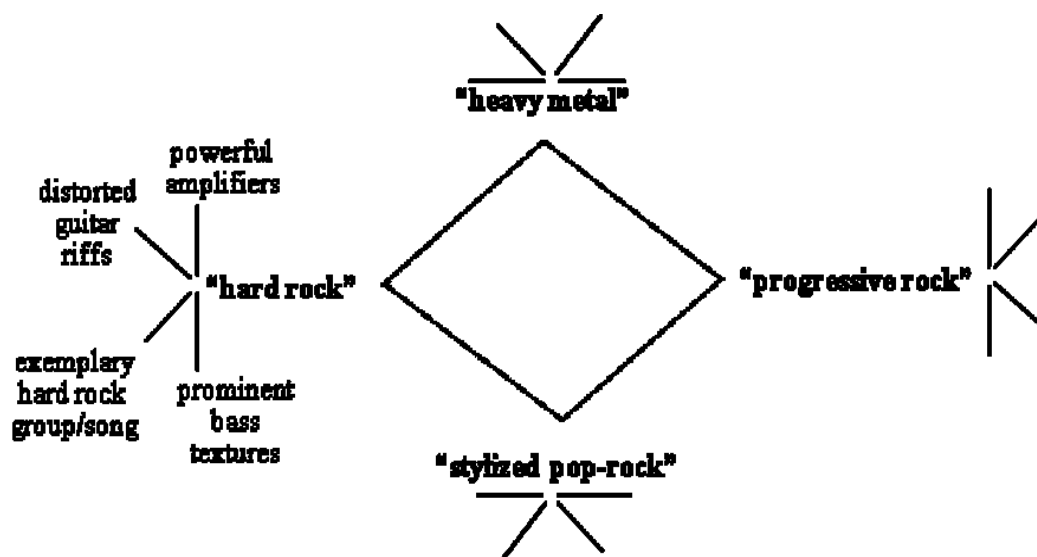 “heavy metal”
powerful
amplifiers
distorted
guitar
riffs
“hard rock”
“progressive rock”
exemplary
hard rock
group/song
prominent
bass
textures
“stylized pop-rock”